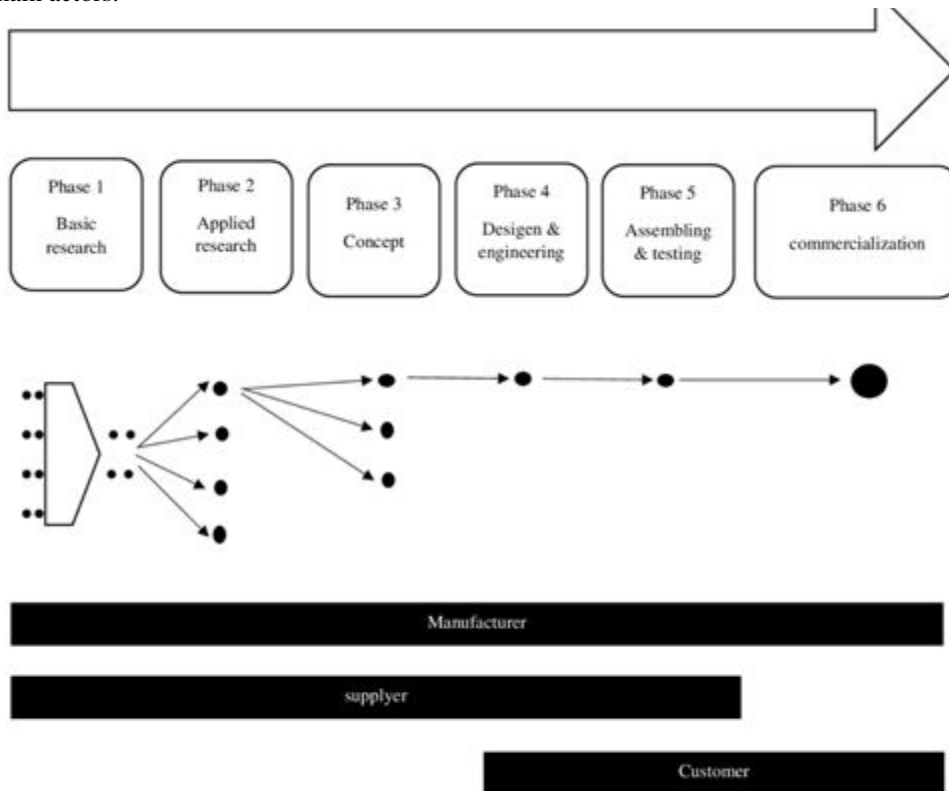 main actors.
Phase 1
Basic
research
Phase 2
Applied
research
Phase 3
Concept
Phase 4
Desigen &
engineering
Phase 5
Assembling
& testing
Phase 6
commercialization
Manufacturer
supplyer
Customer